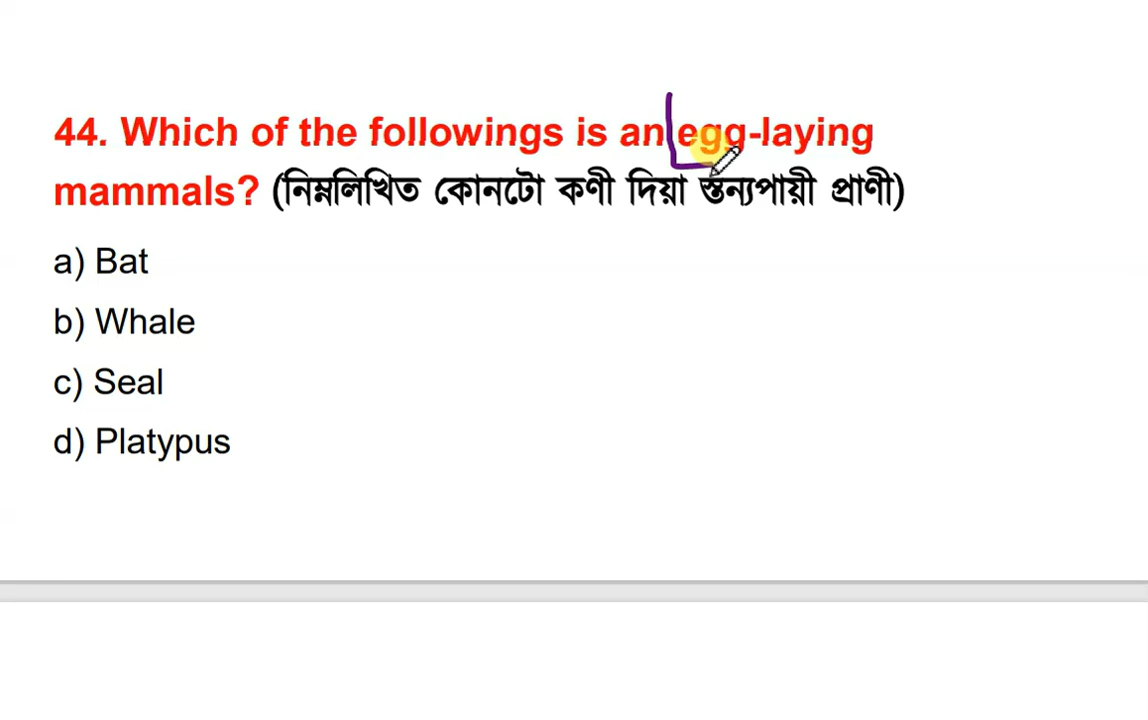 44. Which of the followings is an egg-laying
mammals? (নিম্নলিখিত কোনটো কণী দিয়া স্তন্যপায়ী প্ৰাণী)
a) Bat
b) Whale
c) Seal
d) Platypus